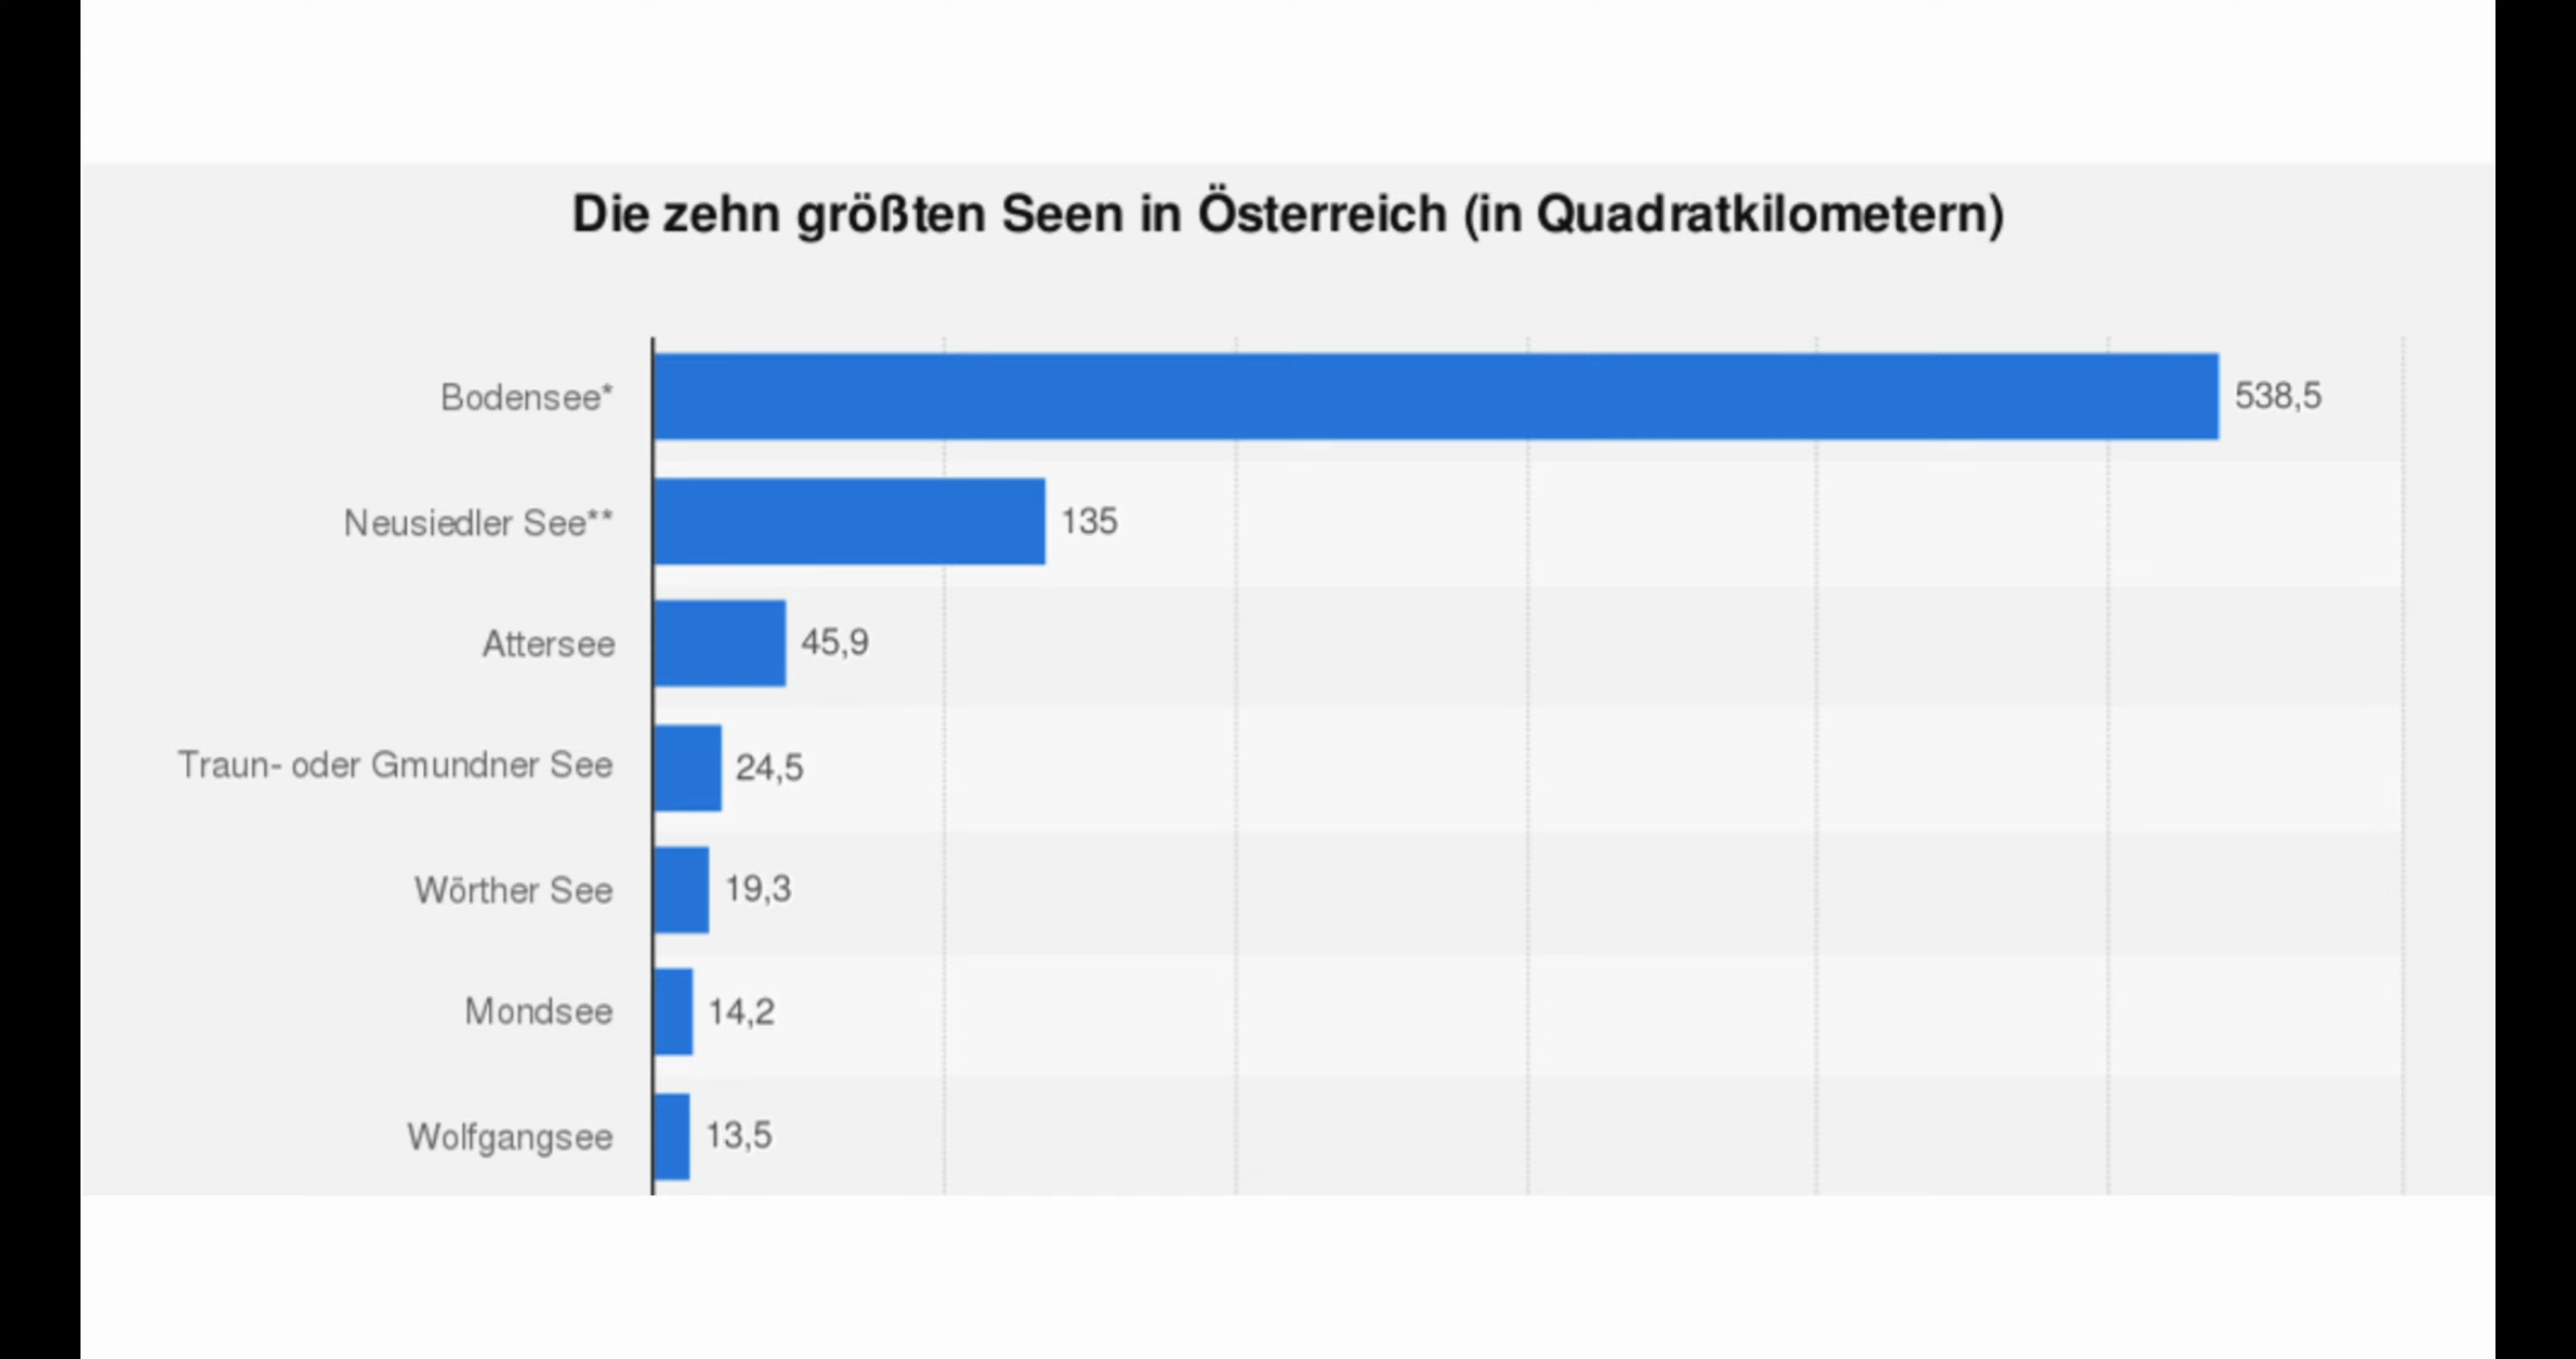 Die zehn größten Seen in Österreich (in Quadratkilometern)
Bodensee* 538,5
Neusiedler See** 135
Attersee 45,9
Traun- oder Gmundner See 24,5
Wörther See 19,3
Mondsee 14,2
Wolfgangsee 13,5